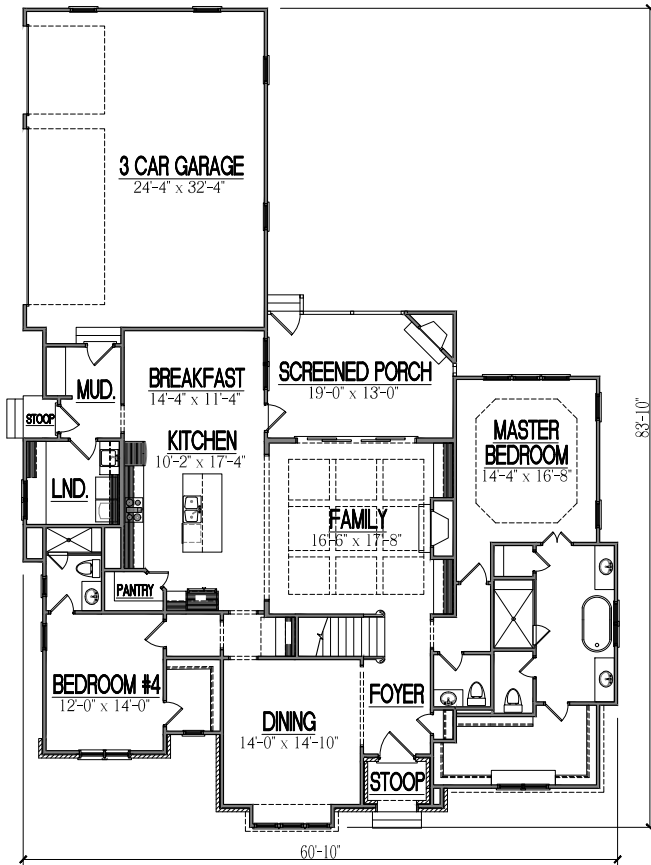 3 CAR GARAGE
24'-4" x 32'-4"
BREAKFAST
14'-4" x 11'-4"
SCREENED PORCH
19'-0" x 13'-0"
MUD.
STOOP
KITCHEN
10'-2" x 17'-4"
MASTER
BEDROOM
14'-4" x 16'-8"
83'-10"
LND.
FAMILY
16'-6" x 17'-8"
PANTRY
BEDROOM #4
12'-0" x 14'-0"
FOYER
DINING
14'-0" x 14'-10"
STOOP
60'-10"